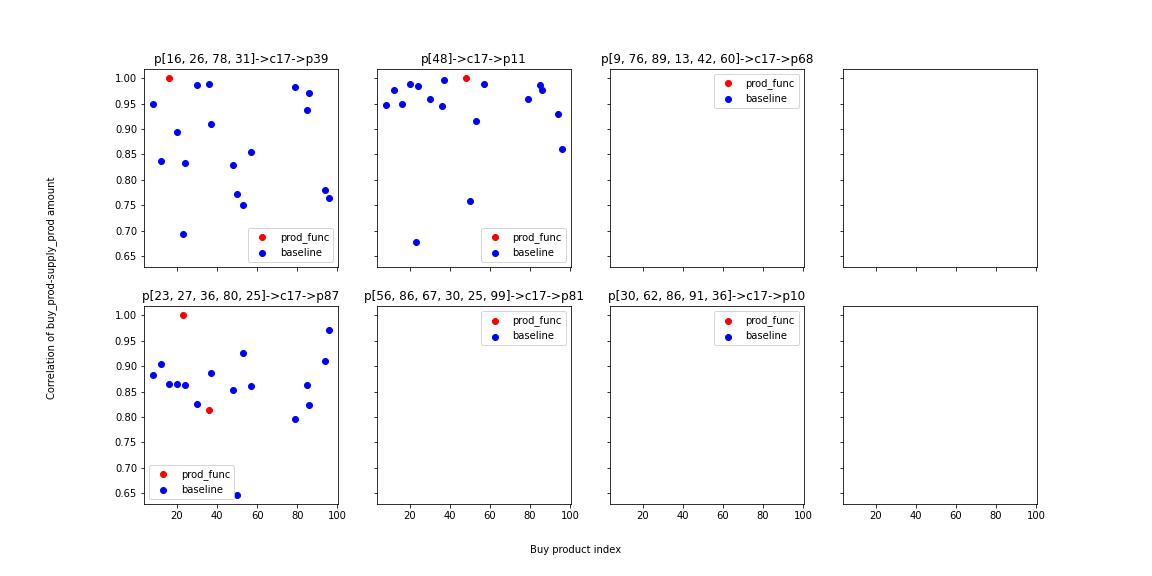 p[16, 26, 78, 31]->c17->p39
p[48]->c17->p11
p[9, 76, 89, 13, 42, 60]->c17->p68
1.00
0.95
0.90
0.85
0.80
0.75
0.70
0.65
prod_func
baseline
prod_func
baseline
prod_func
baseline
p[23, 27, 36, 80, 25]->c17->p87
p[56, 86, 67, 30, 25, 99]->c17->p81
p[30, 62, 86, 91, 36]->c17->p10
1.00
0.95
0.90
0.85
0.80
0.75
0.70
0.65
prod_func
baseline
prod_func
baseline
prod_func
baseline
20 40 60 80 100
20 40 60 80 100
20 40 60 80 100
20 40 60 80 100
Correlation of buy_prod-supply_prod amount
Buy product index